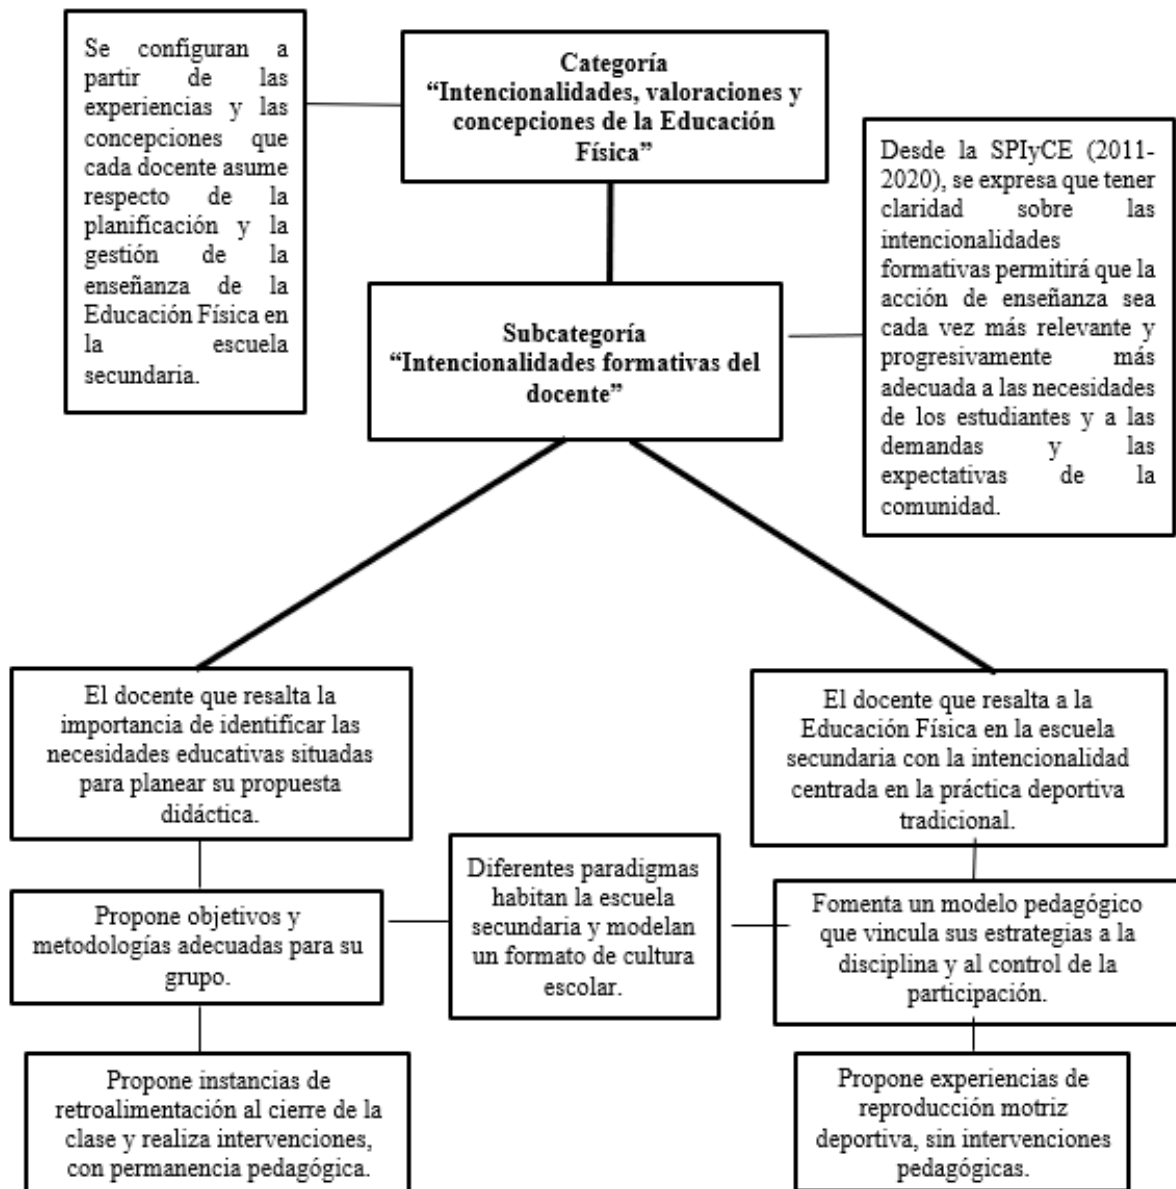 Se configuran a
partir de las
experiencias y las
concepciones que
cada docente asume
respecto de la
planificación y la
gestión de la
enseñanza de la
Educación Física en
la escuela
secundaria.
Categoría
“Intencionalidades, valoraciones y
concepciones de la Educación
Física”
Desde la SPIyCE (2011-
2020), se expresa que tener
claridad sobre las
intencionalidades
formativas permitirá que la
acción de enseñanza sea
cada vez más relevante y
progresivamente más
adecuada a las necesidades
de los estudiantes y a las
demandas y las
expectativas de la
comunidad.
Subcategoría
“Intencionalidades formativas del
docente”
El docente que resalta la
importancia de identificar las
necesidades educativas situadas
para planear su propuesta
didáctica.
El docente que resalta a la
Educación Física en la escuela
secundaria con la intencionalidad
centrada en la práctica deportiva
tradicional.
Propone objetivos y
metodologías adecuadas para su
grupo.
Diferentes paradigmas
habitan la escuela
secundaria y modelan
un formato de cultura
escolar.
Fomenta un modelo pedagógico
que vincula sus estrategias a la
disciplina y al control de la
participación.
Propone instancias de
retroalimentación al cierre de la
clase y realiza intervenciones,
con permanencia pedagógica.
Propone experiencias de
reproducción motriz
deportiva, sin intervenciones
pedagógicas.